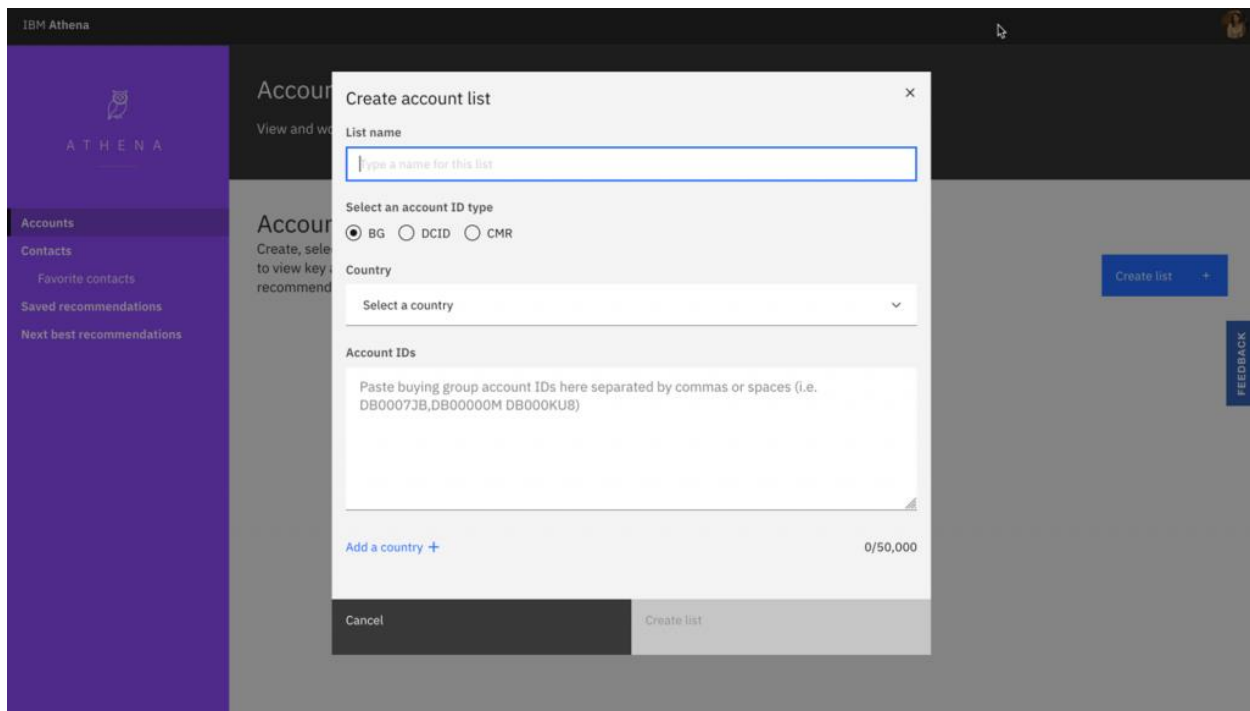 IBM Athena
ATHENA
Accounts
Contacts
Favorite contacts
Saved recommendations
Next best recommendations
Accour
View and wo
Accour
Create, sele
to view key
recommend
Create list +
FEEDBACK
Create account list
List name
Type a name for this list
Select an account ID type
BG DCID CMR
Country
Select a country
Account IDs
Paste buying group account IDs here separated by commas or spaces (i.e.
DB0007JB,DB00000M DB000KU8)
Add a country +
0/50,000
Cancel
Create list